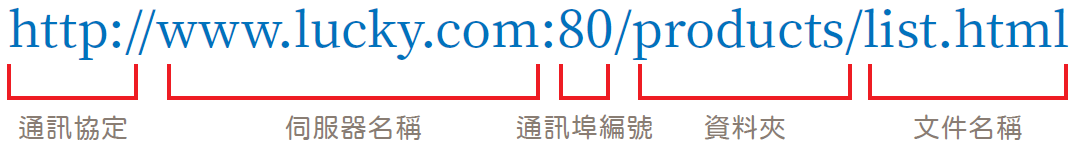 http://www.lucky.com:80/products/list.html
通訊協定 伺服器名稱 通訊埠編號 資料夾 文件名稱